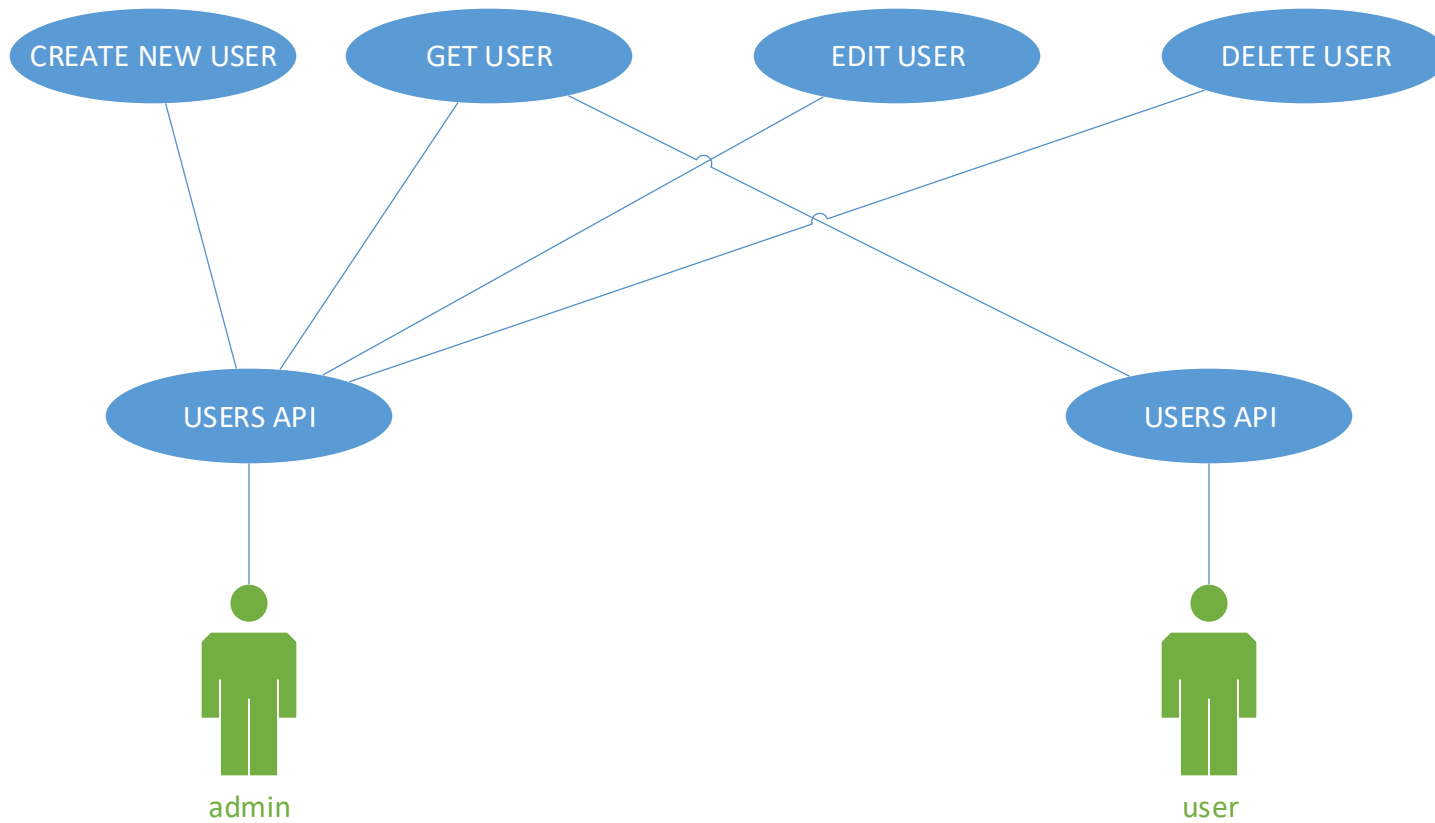 CREATE NEW USER
GET USER
EDIT USER
DELETE USER
USERS API
USERS API
admin
user